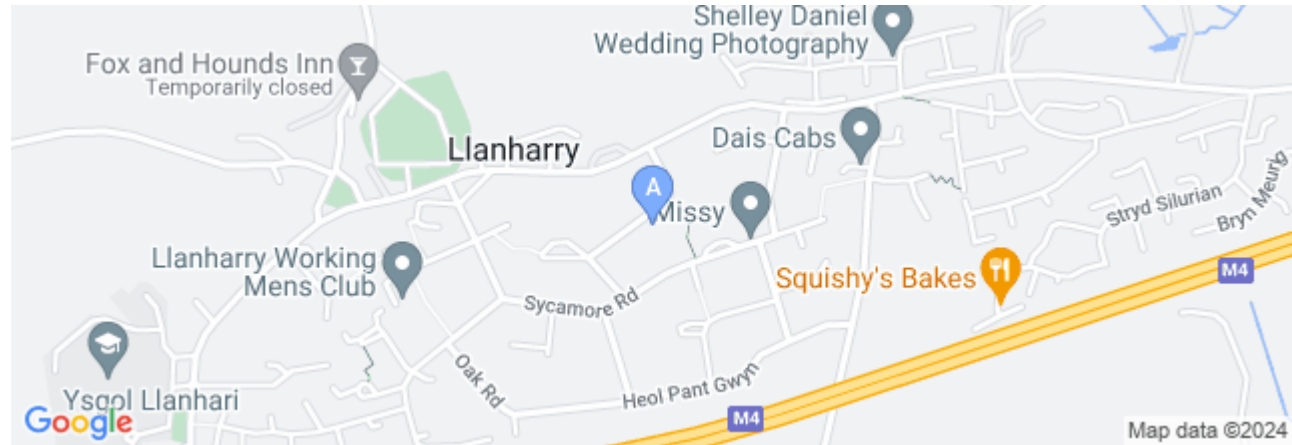 Shelley Daniel
Wedding Photography
Fox and Hounds Inn
Temporarily closed
Llanharry
Dais Cabs
A
Missy
Stryd Silurian
Bryn Meurig
Llanharry Working
Mens Club
Squishy's Bakes
M4
Sycamore Rd
Oak Rd
Heol Pant Gwyn
Ysgol Llanhari
M4
Google
Map data ©2024